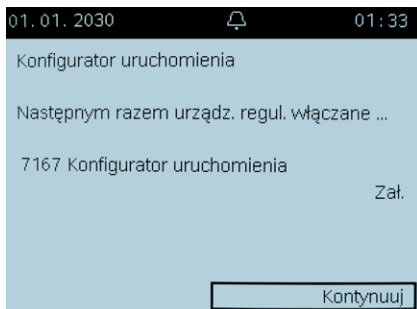 01.01.2030 01:33
Konfigurator uruchomienia
Następnym razem urządz. regul. włączane ...
7167 Konfigurator uruchomienia
Zał.
Kontynuuj